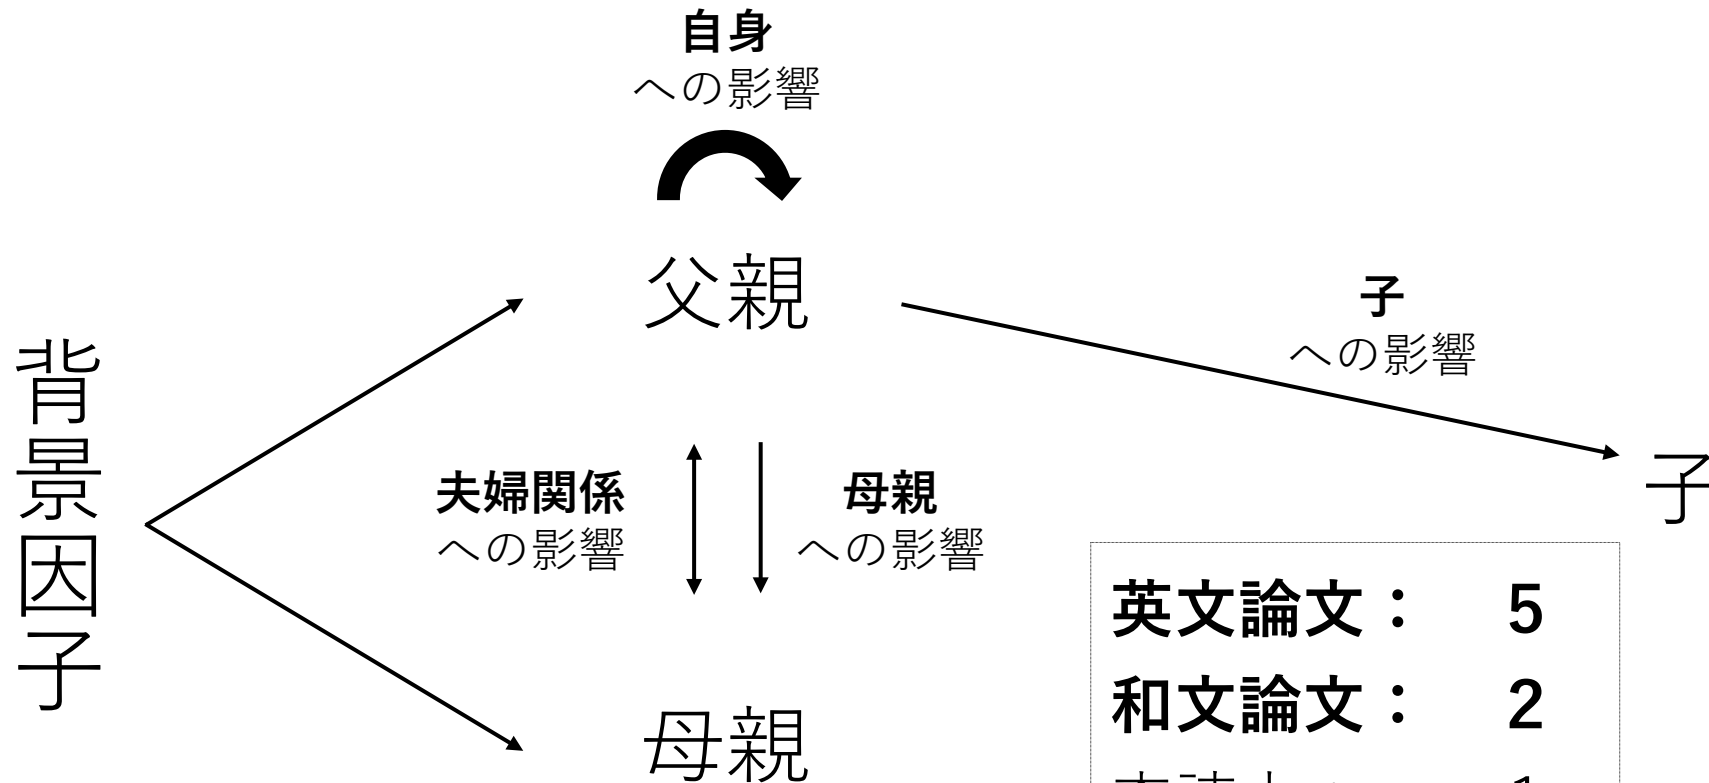 自身
への影響
父親
子
への影響
背景因子
夫婦関係
への影響
母親
への影響
子
英文論文： 5
和文論文： 2
母親